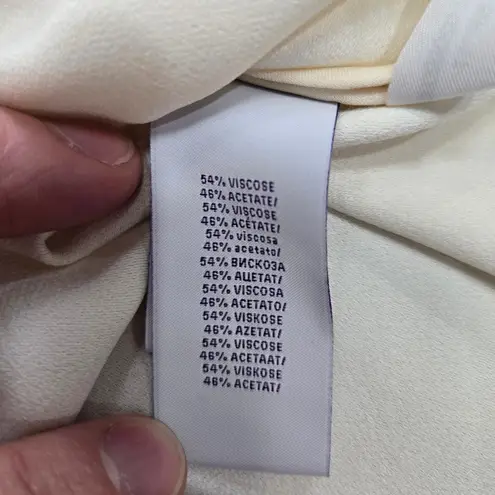 54% VISCOSE
46% ACETATE/
54% VISCOSE
46% ACÉTATE/
54% viscosa
46% acetato/
54% ВИСКОЗА
46% АЦЕТАТ/
54% VISCOSA
46% ACETATO/
54% VISKOSE
46% AZETAT/
54% VISCOSE
46% ACETAAT/
54% VISKOSE
46% ACETAT/